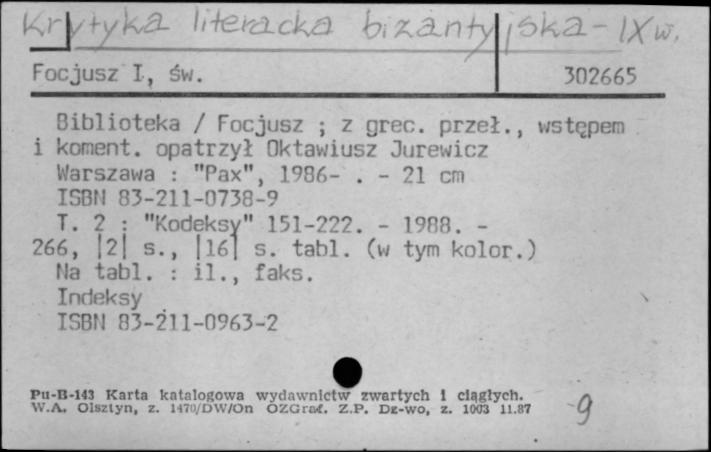 Krytyka literacka bizantyjska - IX w.
Focjusz I, św. 302665
Biblioteka / Focjusz ; z grec. przeł., wstępem
i koment. opatrzył Oktawiusz Jurewicz
Warszawa : "Pax", 1986- . - 21 cm
ISBN 83-211-0738-9
T. 2 : "Kodeksy" 151-222. - 1988. -
266, |2| s., |16| s. tabl. (w tym kolor.)
Na tabl. : il., faks.
Indeksy
ISBN 83-211-0963-2
Pu-B-143 Karta katalogowa wydawnictw zwartych i ciągłych.
W.A. Olsztyn, z. 1470/DW/On OZGraf. Z.P. Dz-wo, z. 1003 11.87
9